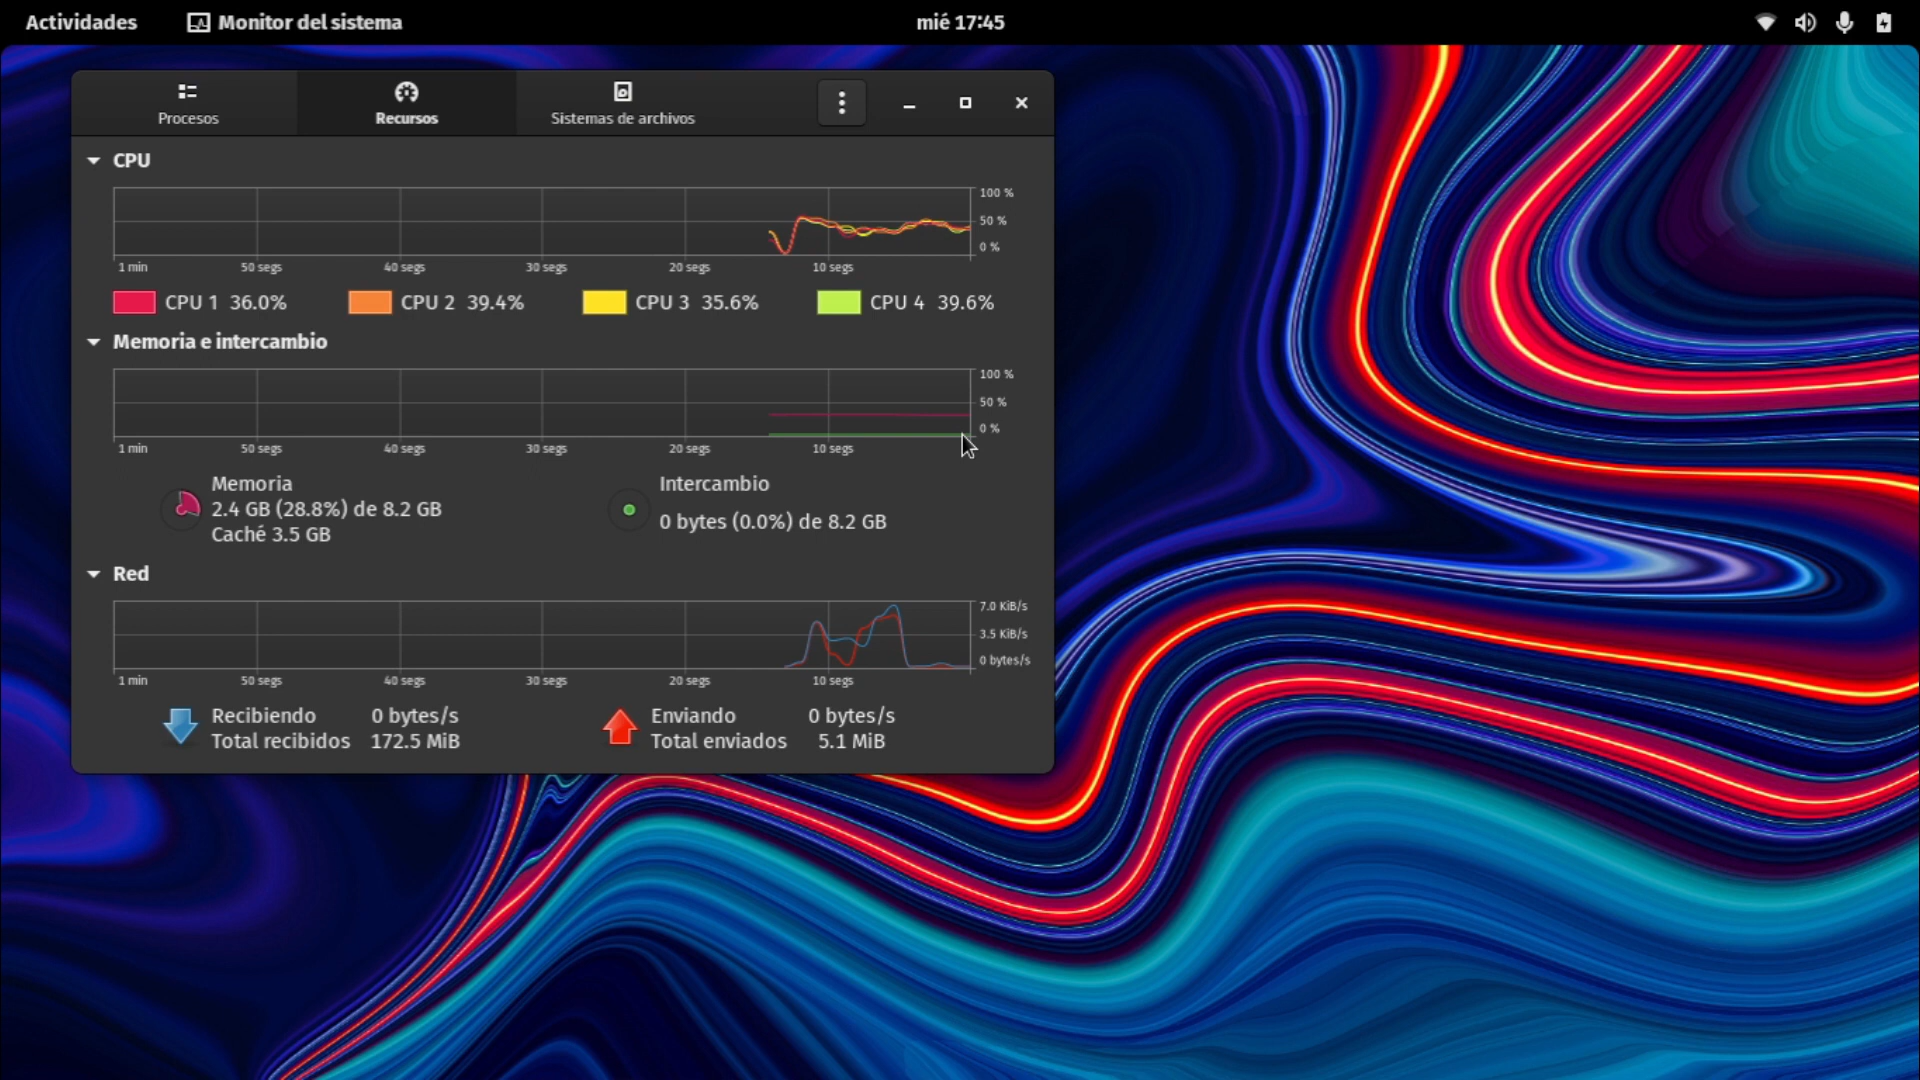 Actividades
Monitor del sistema
mié 17:45
Procesos
Recursos
Sistemas de archivos
CPU
100 %
50 %
0 %
1 min
50 segs
40 segs
30 segs
20 segs
10 segs
CPU 1 36.0%
CPU 2 39.4%
CPU 3 35.6%
CPU 4 39.6%
Memoria e intercambio
100 %
50 %
0 %
1 min
50 segs
40 segs
30 segs
20 segs
10 segs
Memoria
2.4 GB (28.8%) de 8.2 GB
Caché 3.5 GB
Intercambio
0 bytes (0.0%) de 8.2 GB
Red
7.0 KiB/s
3.5 KiB/s
0 bytes/s
1 min
50 segs
40 segs
30 segs
20 segs
10 segs
Recibiendo 0 bytes/s
Total recibidos 172.5 MiB
Enviando 0 bytes/s
Total enviados 5.1 MiB